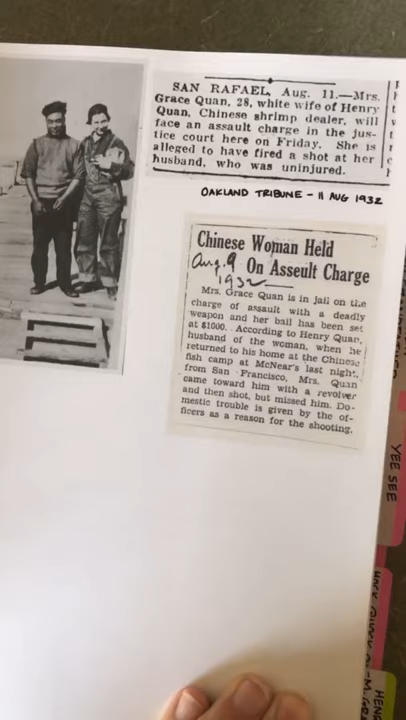 SAN RAFAEL, Aug. 11.—Mrs.
Grace Quan, 28, white wife of Henry
Quan, Chinese shrimp dealer, will
face an assault charge in the jus-
tice court here on Friday. She is
alleged to have fired a shot at her
husband, who was uninjured.
OAKLAND TRIBUNE - 11 AUG 1932
Chinese Woman Held
Aug. 9 On Asseult Charge
1932
Mrs. Grace Quan is in jail on the
charge of assault with a deadly
weapon and her bail has been set
at $1000. According to Henry Quan,
husband of the woman, when he
returned to his home at the Chinese
fish camp at McNear's last night,
from San Francisco, Mrs. Quan
came toward him with a revolver
and then shot, but missed him. Do-
mestic trouble is given by the of-
ficers as a reason for the shooting.
YEE SEE